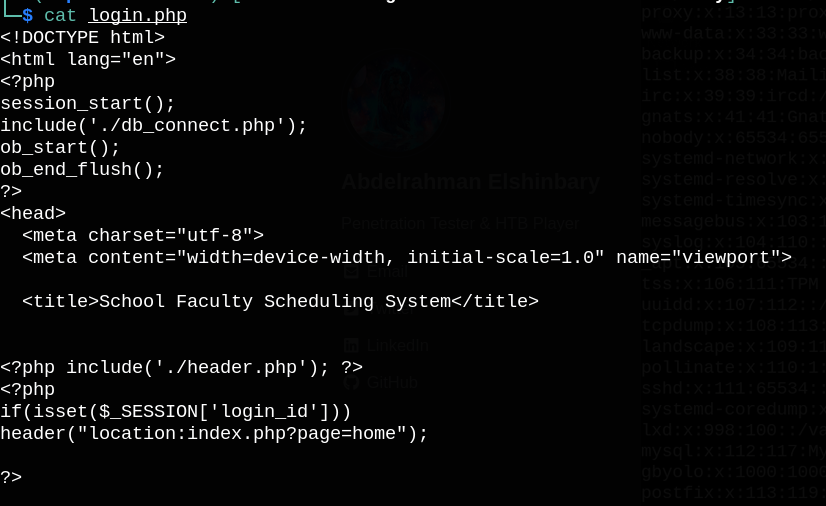 └─$ cat login.php
<!DOCTYPE html>
<html lang="en">
<?php
session_start();
include('./db_connect.php');
ob_start();
ob_end_flush();
?>
<head>
  <meta charset="utf-8">
  <meta content="width=device-width, initial-scale=1.0" name="viewport">
  <title>School Faculty Scheduling System</title>
<?php include('./header.php'); ?>
<?php
if(isset($_SESSION['login_id']))
header("location:index.php?page=home");
?>
Abdelrahman Elshinbary
Penetration Tester & HTB Player
Email
LinkedIn
GitHub
proxy:x:13:13:prox
www-data:x:33:33:w
backup:x:34:34:bac
list:x:38:38:Maili
irc:x:39:39:ircd:/
gnats:x:41:41:Gnat
nobody:x:65534:655
systemd-network:x:
systemd-resolve:x:
systemd-timesync:x
messagebus:x:103:1
syslog:x:104:110:
tss:x:106:111:TPM
uuidd:x:107:112::/
tcpdump:x:108:113:
landscape:x:109:11
pollinate:x:110:1:
sshd:x:111:65534::
systemd-coredump:x
lxd:x:998:100::/va
mysql:x:112:117:My
gbyolo:x:1000:1000
postfix:x:113:119: